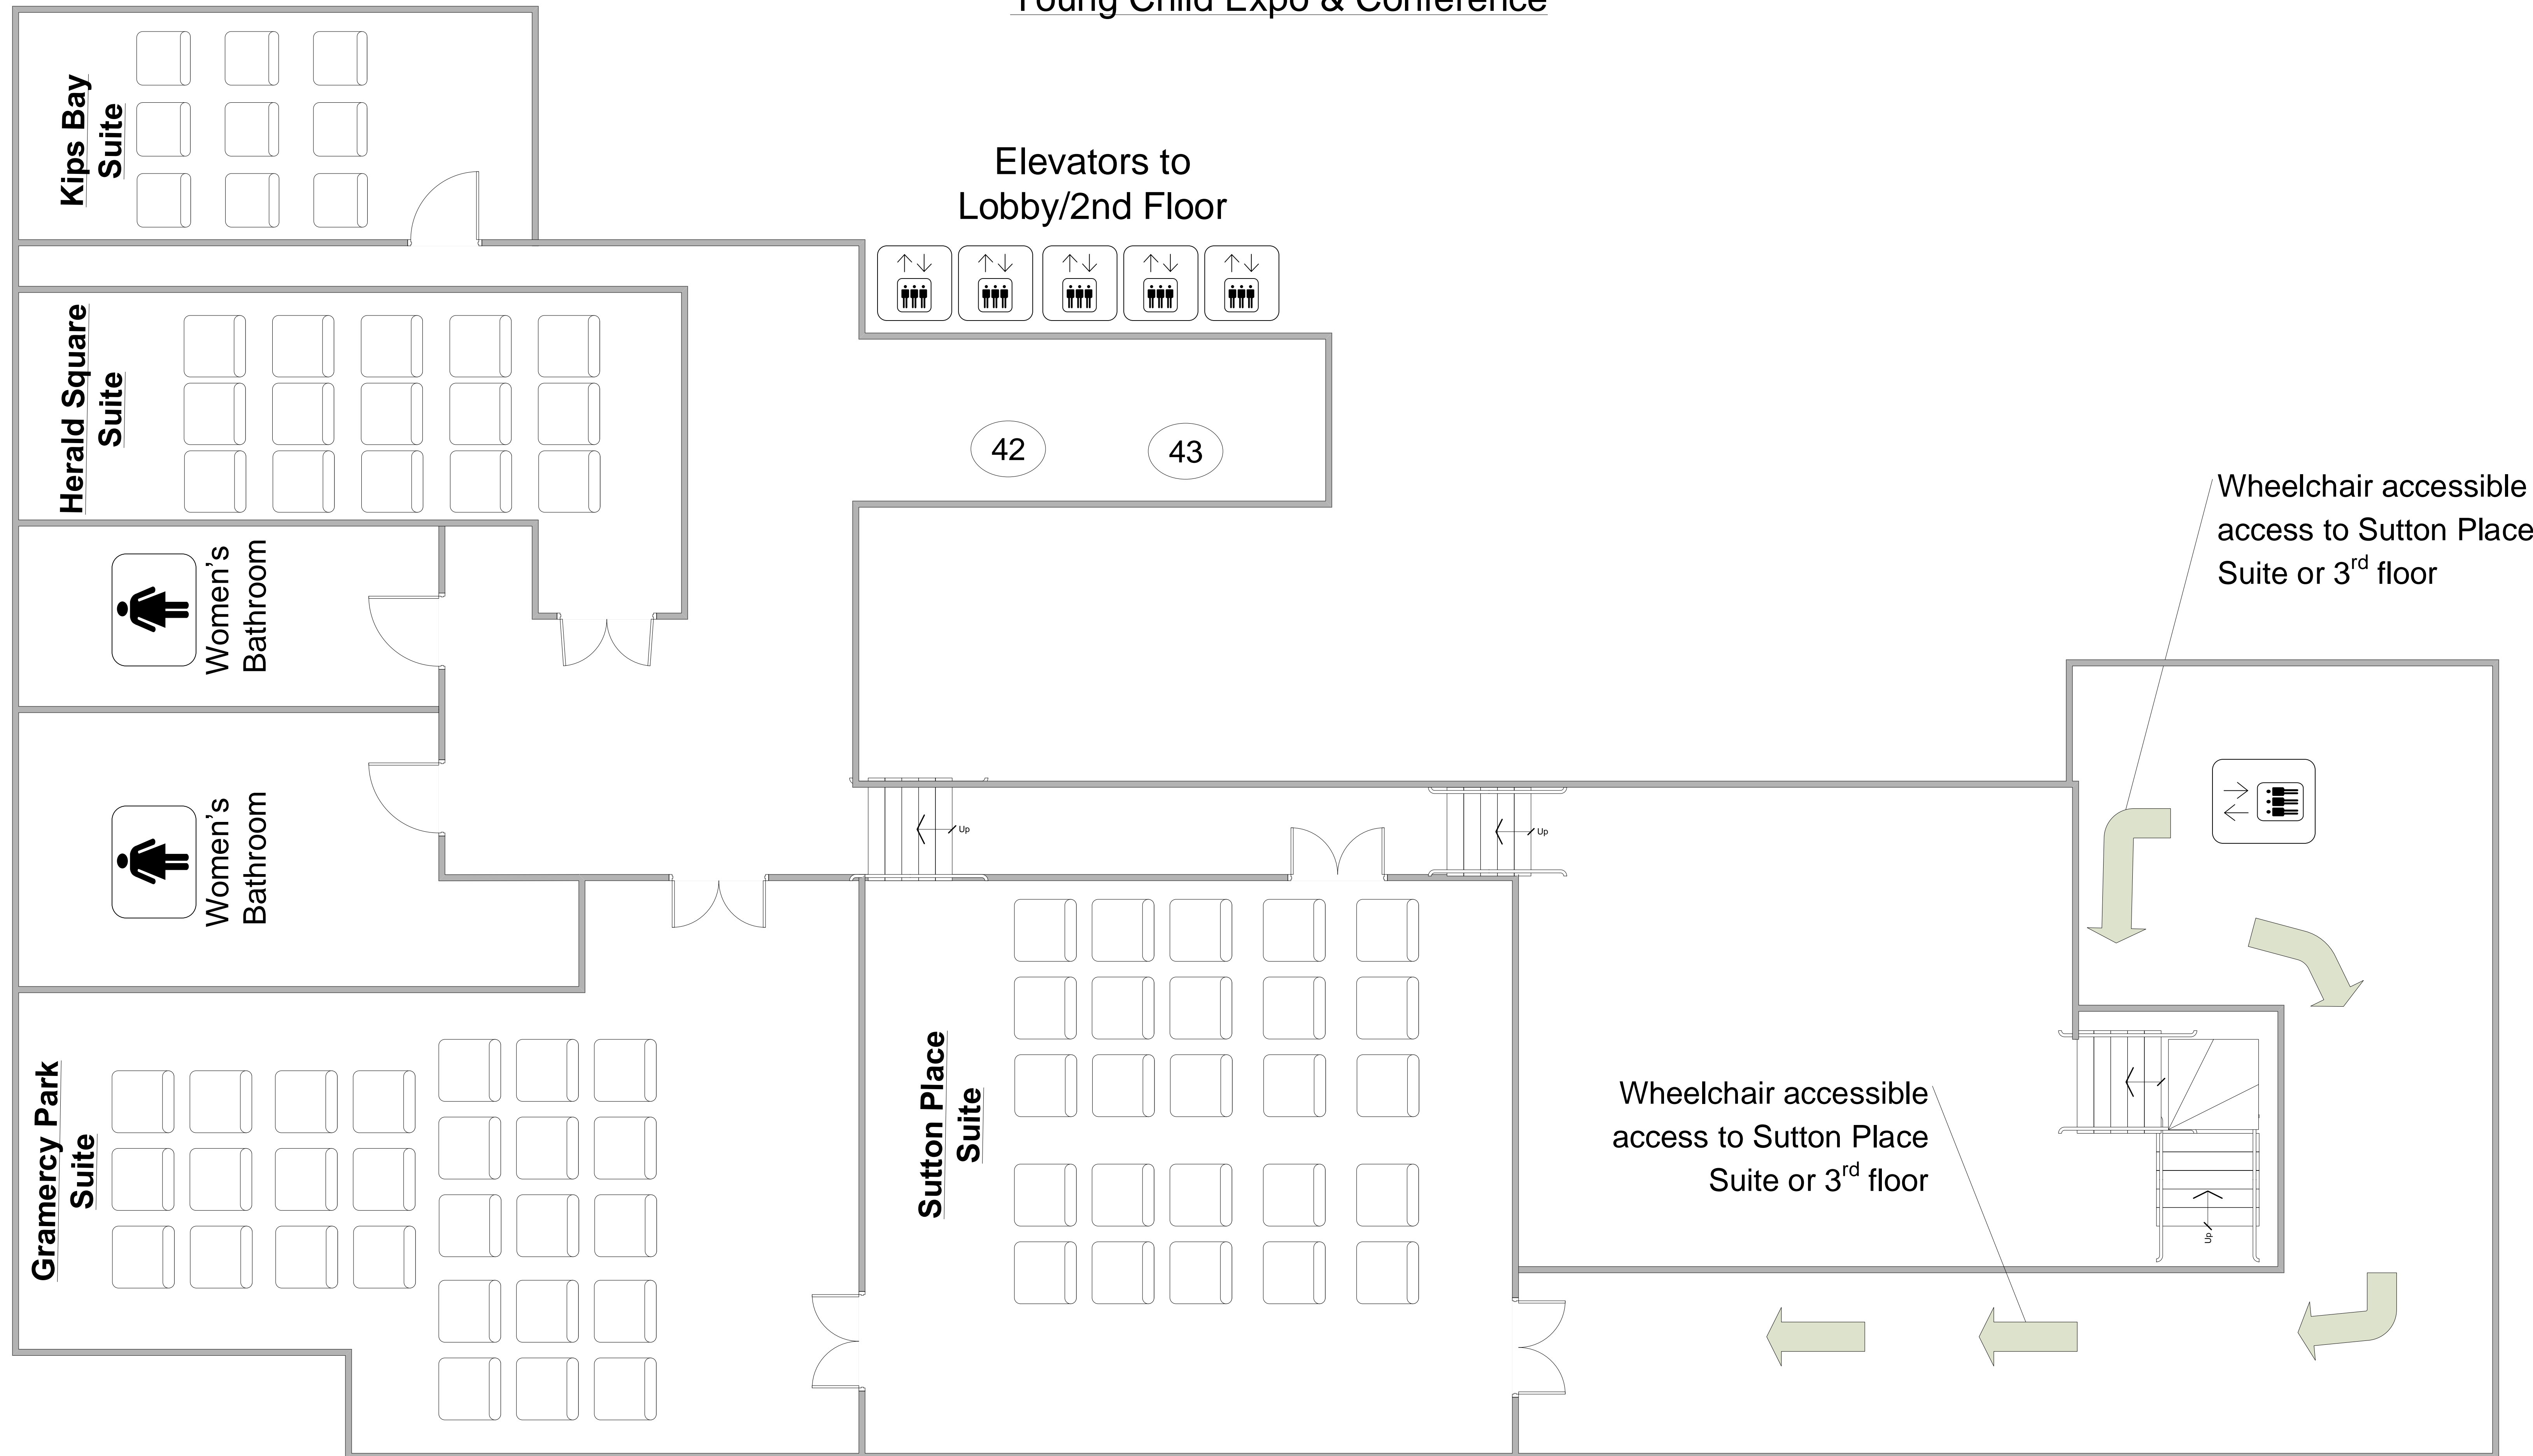 Young Child Expo & Conference
Kips Bay
Suite
Elevators to
Lobby/2nd Floor
Herald Square
Suite
42
43
Wheelchair accessible
access to Sutton Place
Suite or 3rd floor
Women's
Bathroom
Women's
Bathroom
Up
Up
Gramercy Park
Suite
Sutton Place
Suite
Wheelchair accessible
access to Sutton Place
Suite or 3rd floor
Up